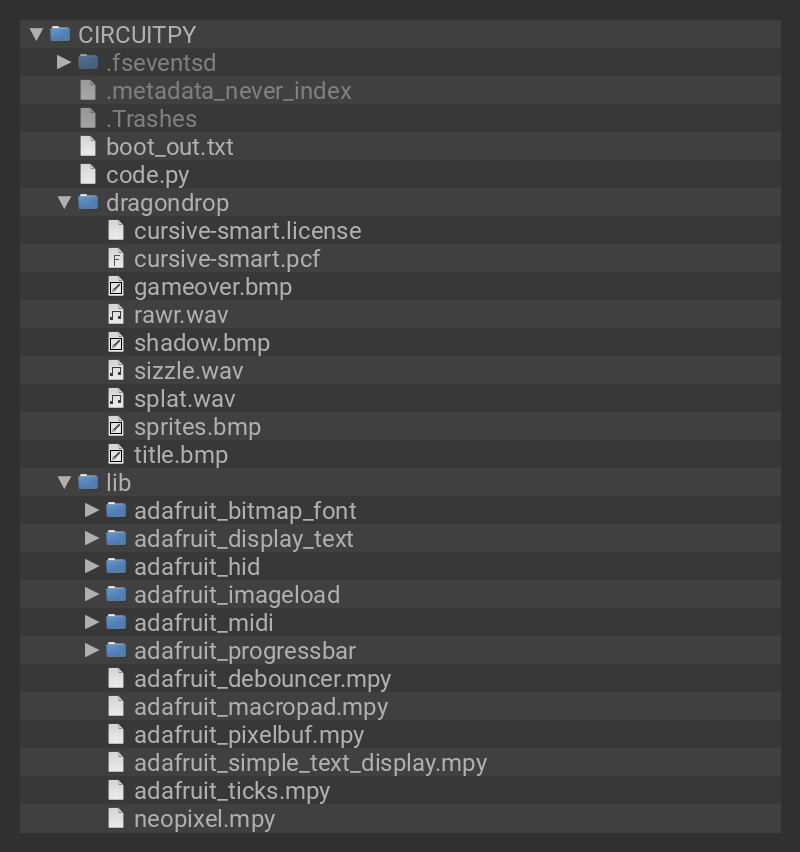 CIRCUITPY
.fseventsd
.metadata_never_index
.Trashes
boot_out.txt
code.py
dragondrop
cursive-smart.license
cursive-smart.pcf
gameover.bmp
rawr.wav
shadow.bmp
sizzle.wav
splat.wav
sprites.bmp
title.bmp
lib
adafruit_bitmap_font
adafruit_display_text
adafruit_hid
adafruit_imageload
adafruit_midi
adafruit_progressbar
adafruit_debouncer.mpy
adafruit_macropad.mpy
adafruit_pixelbuf.mpy
adafruit_simple_text_display.mpy
adafruit_ticks.mpy
neopixel.mpy